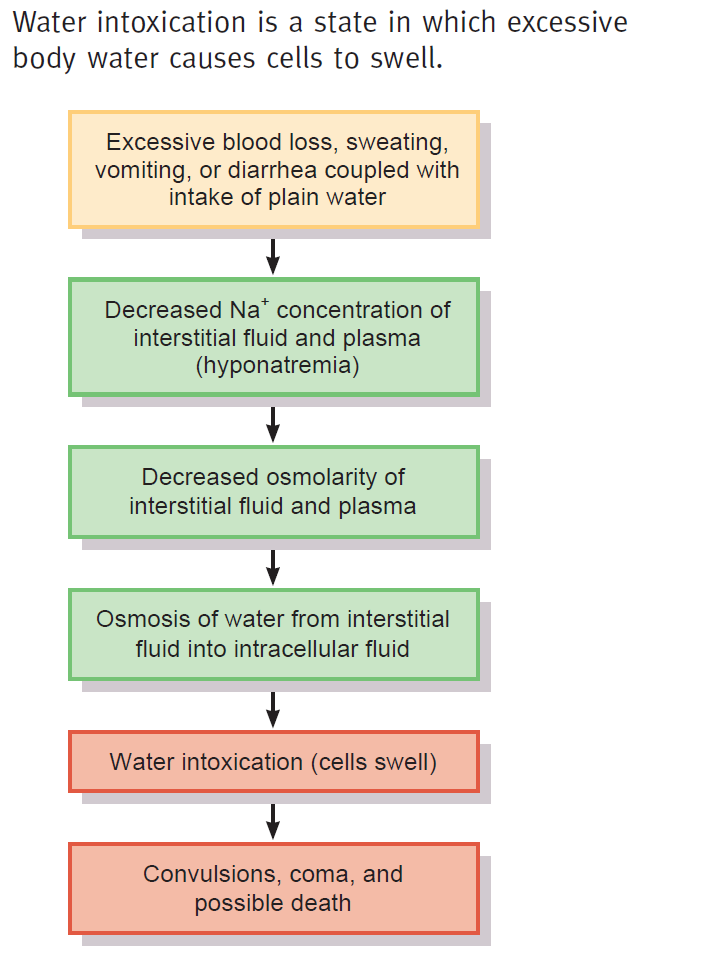 Water intoxication is a state in which excessive
body water causes cells to swell.
Excessive blood loss, sweating,
vomiting, or diarrhea coupled with
intake of plain water
Decreased Na⁺ concentration of
interstitial fluid and plasma
(hyponatremia)
Decreased osmolarity of
interstitial fluid and plasma
Osmosis of water from interstitial
fluid into intracellular fluid
Water intoxication (cells swell)
Convulsions, coma, and
possible death